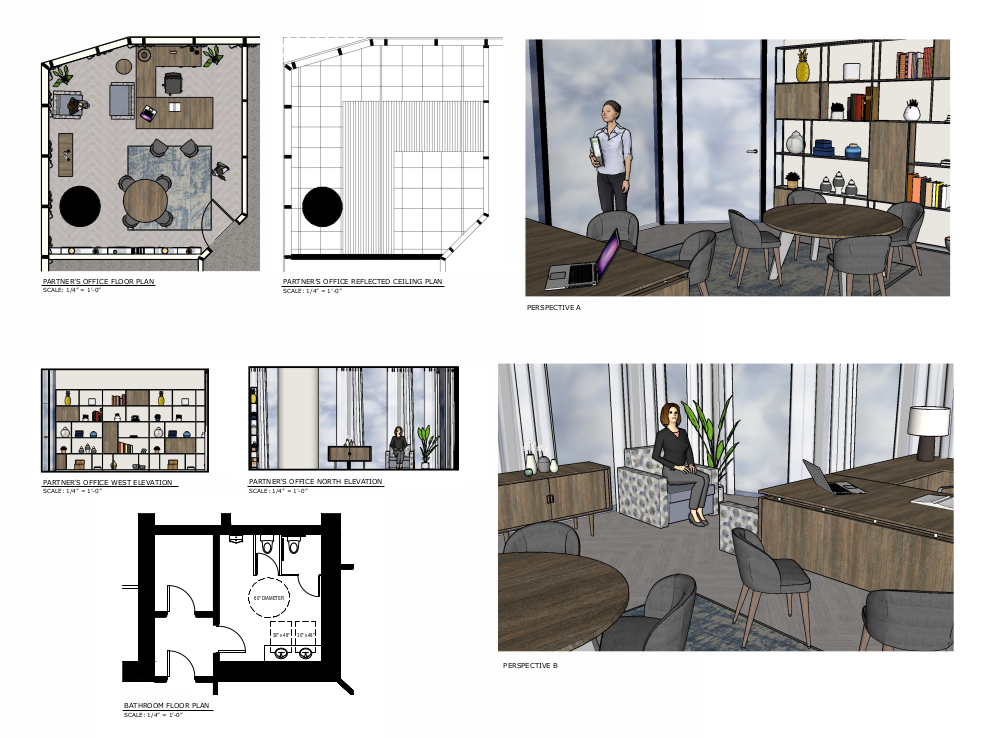 PARTNER'S OFFICE FLOOR PLAN
SCALE: 1/4" = 1'-0"
PARTNER'S OFFICE REFLECTED CEILING PLAN
SCALE: 1/4" = 1'-0"
PERSPECTIVE A
PARTNER'S OFFICE WEST ELEVATION
SCALE: 1/4" = 1'-0"
PARTNER'S OFFICE NORTH ELEVATION
SCALE: 1/4" = 1'-0"
60" DIAMETER
30" x 48" 30" x 48"
PERSPECTIVE B
BATHROOM FLOOR PLAN
SCALE: 1/4" = 1'-0"